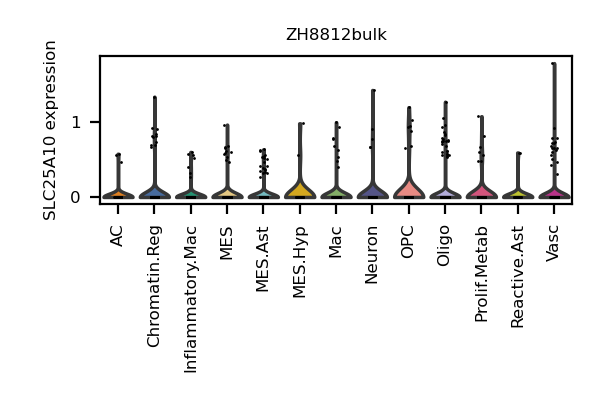 ZH8812bulk
SLC25A10 expression
1
0
AC
Chromatin.Reg
Inflammatory.Mac
MES
MES.Ast
MES.Hyp
Mac
Neuron
OPC
Oligo
Prolif.Metab
Reactive.Ast
Vasc